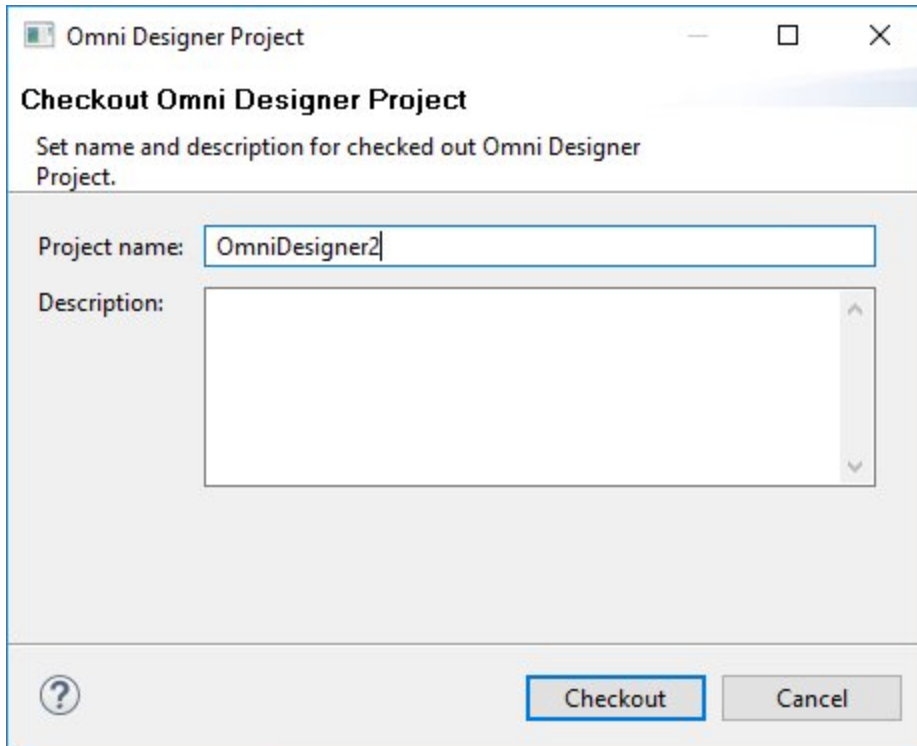 Omni Designer Project
Checkout Omni Designer Project
Set name and description for checked out Omni Designer
Project.
Project name: OmniDesigner2
Description:
?
Checkout Cancel